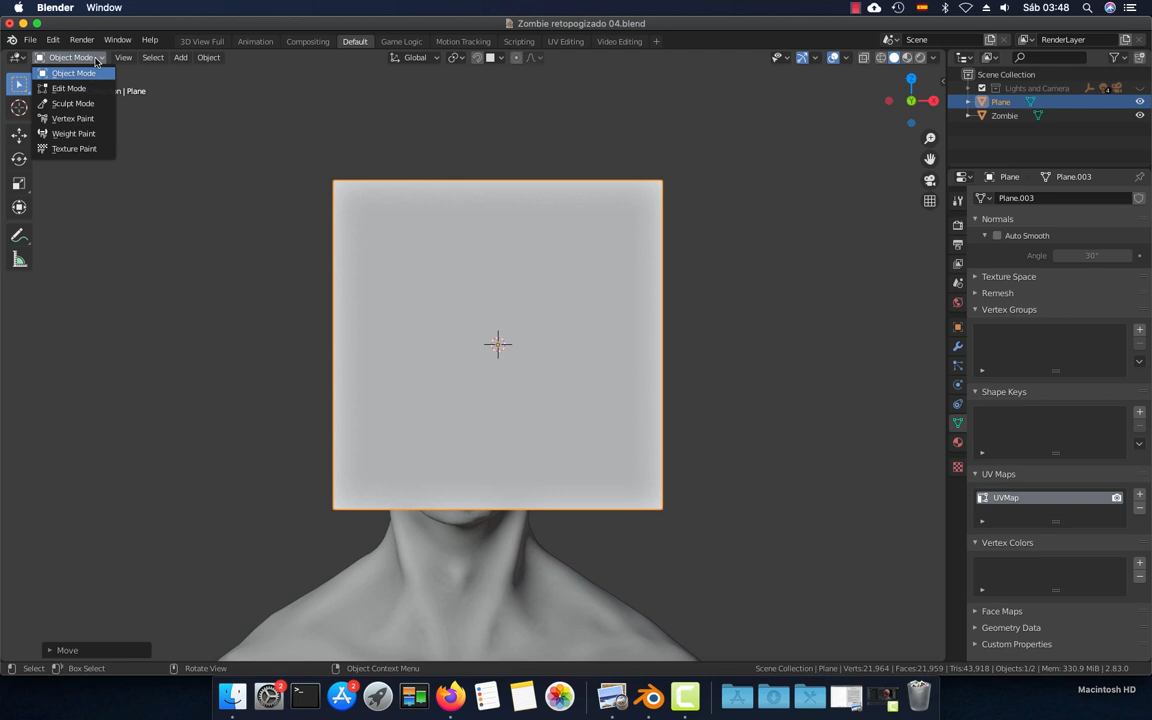 Blender Window Sáb 03:48
Zombie retopogizado 04.blend
File Edit Render Window Help 3D View Full Animation Compositing Default Game Logic Motion Tracking Scripting UV Editing Video Editing + Scene RenderLayer
Object Mode View Select Add Object Global
Object Mode
Edit Mode
Sculpt Mode
Vertex Paint
Weight Paint
Texture Paint
| Plane
X
Y
Z
Scene Collection
Lights and Camera 4
Plane
Zombie
Plane Plane.003
Plane.003
Normals
Auto Smooth
Angle 30°
Texture Space
Remesh
Vertex Groups
Shape Keys
UV Maps
UVMap
Vertex Colors
Face Maps
Geometry Data
Custom Properties
Move
Select Box Select Rotate View Object Context Menu Scene Collection | Plane | Verts:21,964 | Faces:21,959 | Tris:43,918 | Objects:1/2 | Mem: 330.9 MiB | 2.83.0
2 2
Macintosh HD